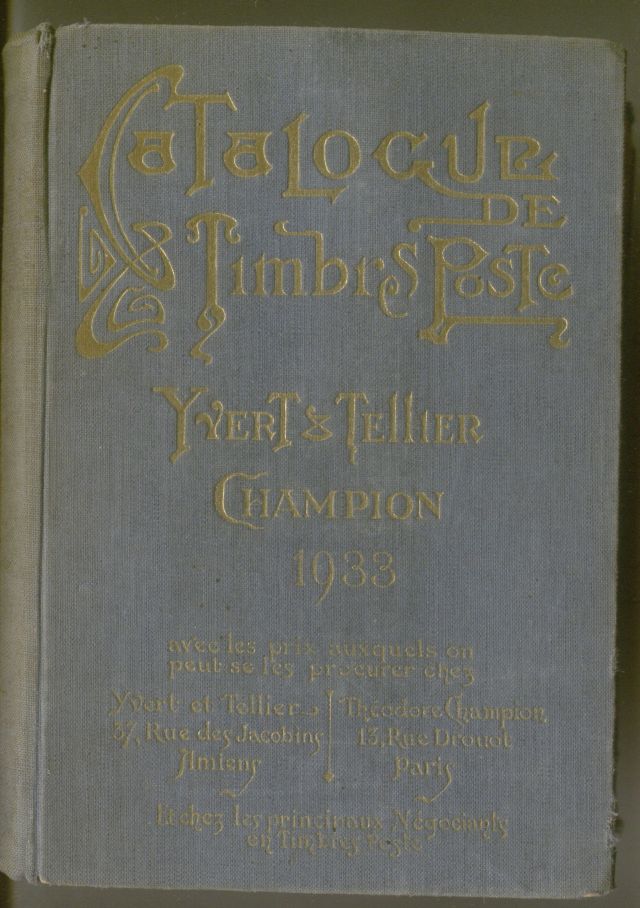 Catalogue
de
Timbres Poste
Yvert & Tellier
Champion
1933
avec les prix auxquels on
peut se les procurer chez
Yvert et Tellier
37, Rue des Jacobins
Amiens
Théodore Champion
13, Rue Drouot
Paris
Et chez les principaux Négociants
en Timbres Poste